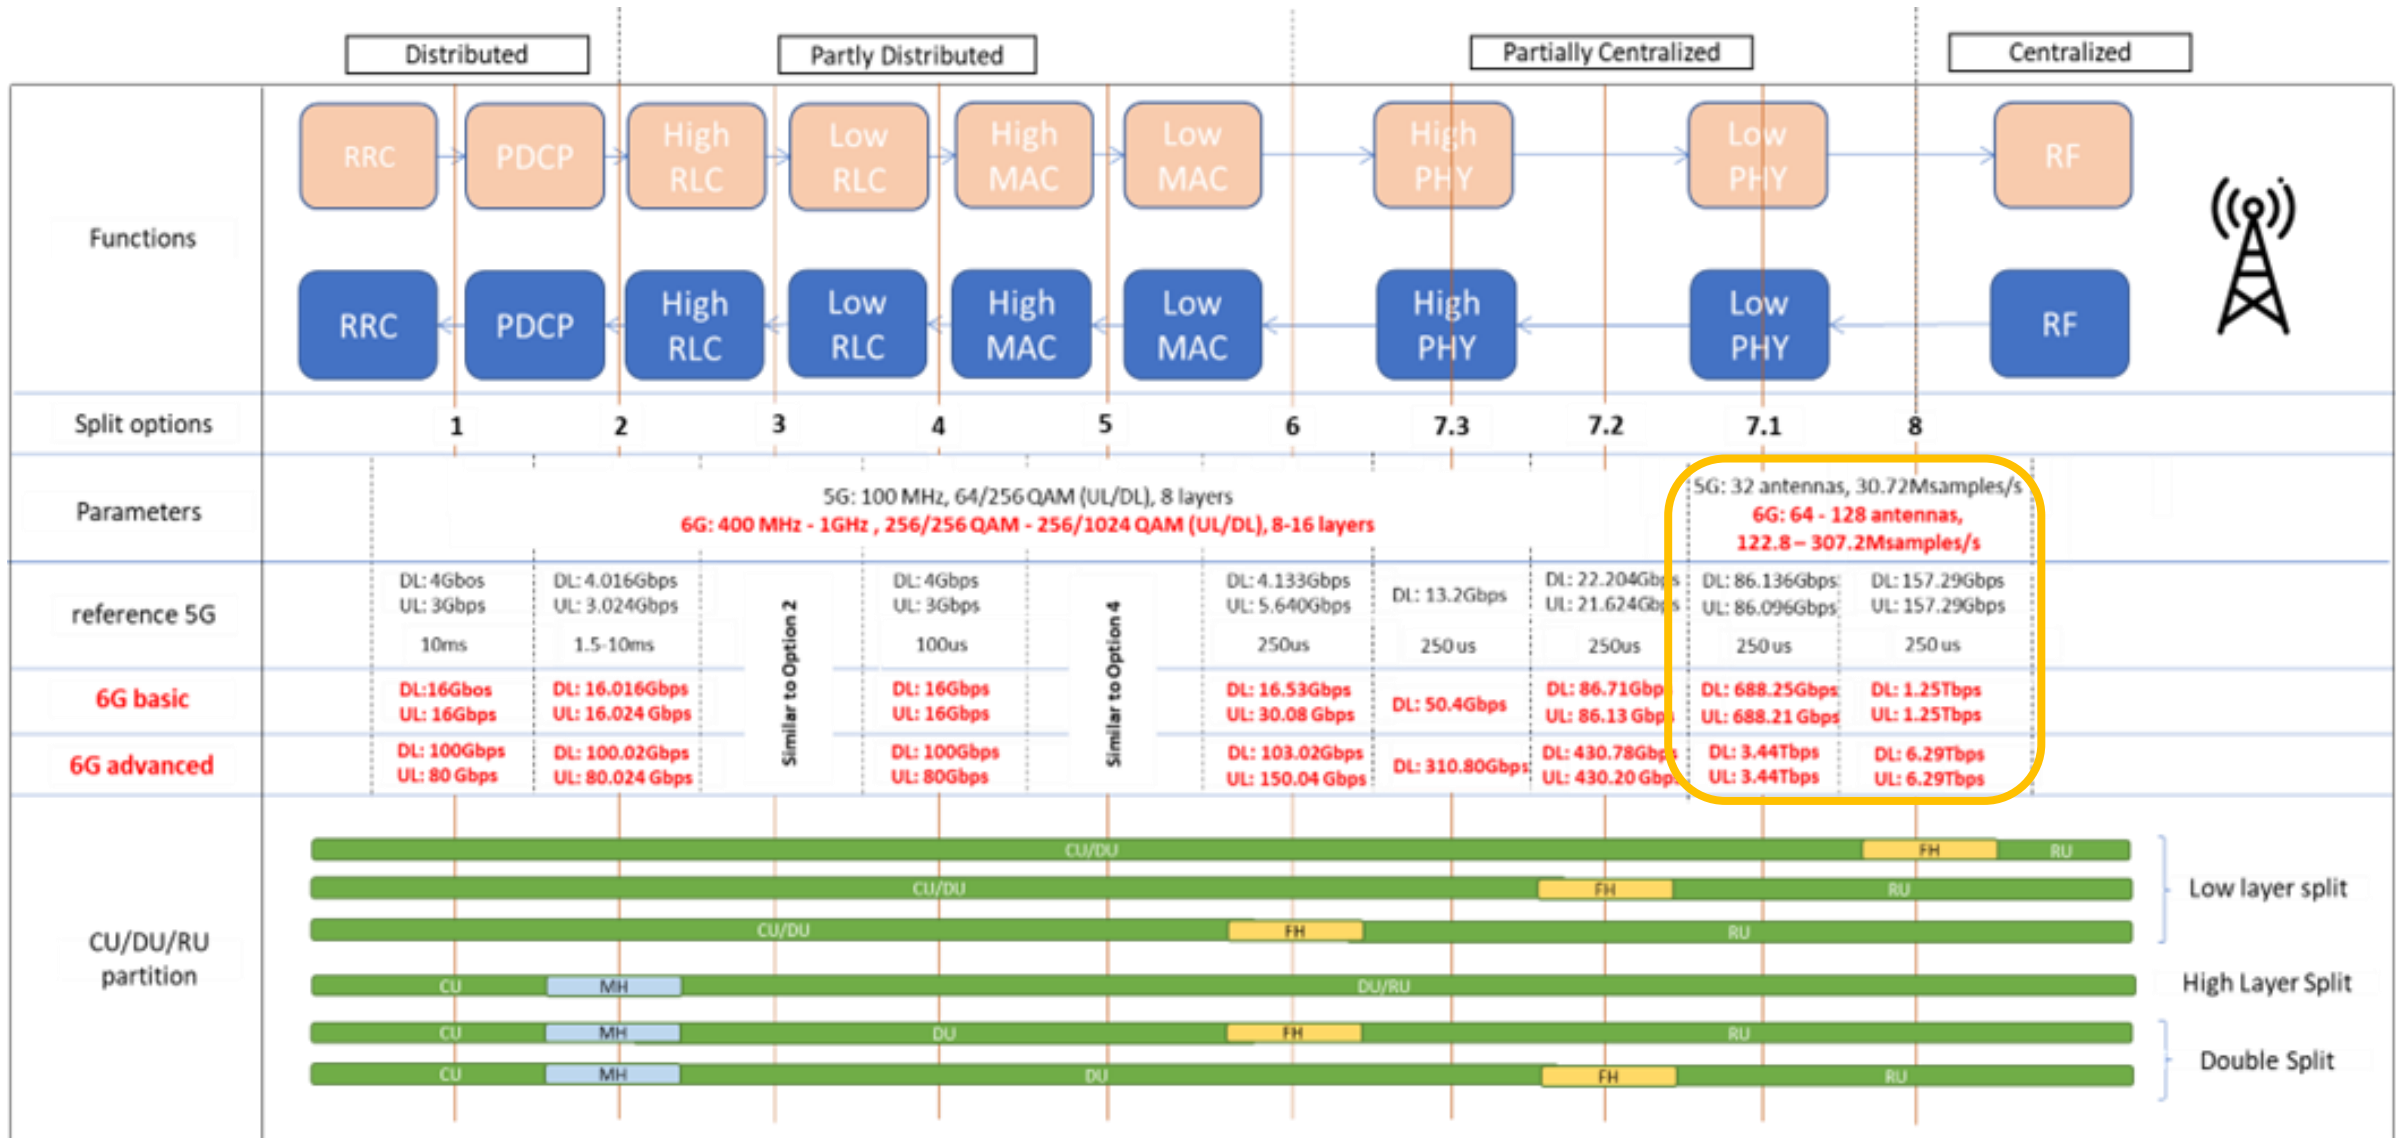 Distributed
Partly Distributed
Partially Centralized
Centralized
Functions
RRC
PDCP
High
RLC
Low
RLC
High
MAC
Low
MAC
High
PHY
Low
PHY
RF
RRC
PDCP
High
RLC
Low
RLC
High
MAC
Low
MAC
High
PHY
Low
PHY
RF
Split options
1
2
3
4
5
6
7.3
7.2
7.1
8
Parameters
5G: 100 MHz, 64/256 QAM (UL/DL), 8 layers
6G: 400 MHz - 1GHz , 256/256 QAM - 256/1024 QAM (UL/DL), 8-16 layers
5G: 32 antennas, 30.72Msamples/s
6G: 64 - 128 antennas,
122.8 – 307.2Msamples/s
reference 5G
DL: 4Gbos
UL: 3Gbps
10ms
DL: 4.016Gbps
UL: 3.024Gbps
1.5-10ms
Similar to Option 2
DL: 4Gbps
UL: 3Gbps
100us
Similar to Option 4
DL: 4.133Gbps
UL: 5.640Gbps
250us
DL: 13.2Gbps
250 us
DL: 22.204Gbps
UL: 21.624Gbps
250us
DL: 86.136Gbps
UL: 86.096Gbps
250 us
DL: 157.29Gbps
UL: 157.29Gbps
250 us
6G basic
DL:16Gbos
UL: 16Gbps
DL: 16.016Gbps
UL: 16.024 Gbps
DL: 16Gbps
UL: 16Gbps
DL: 16.53Gbps
UL: 30.08 Gbps
DL: 50.4Gbps
DL: 86.71Gbps
UL: 86.13 Gbps
DL: 688.25Gbps
UL: 688.21 Gbps
DL: 1.25Tbps
UL: 1.25Tbps
6G advanced
DL: 100Gbps
UL: 80 Gbps
DL: 100.02Gbps
UL: 80.024 Gbps
DL: 100Gbps
UL: 80Gbps
DL: 103.02Gbps
UL: 150.04 Gbps
DL: 310.80Gbps
DL: 430.78Gbps
UL: 430.20 Gbps
DL: 3.44Tbps
UL: 3.44Tbps
DL: 6.29Tbps
UL: 6.29Tbps
CU/DU/RU
partition
CU/DU
FH
RU
CU/DU
FH
RU
CU/DU
FH
RU
Low layer split
CU
MH
DU/RU
High Layer Split
CU
MH
DU
FH
RU
CU
MH
DU
FH
RU
Double Split